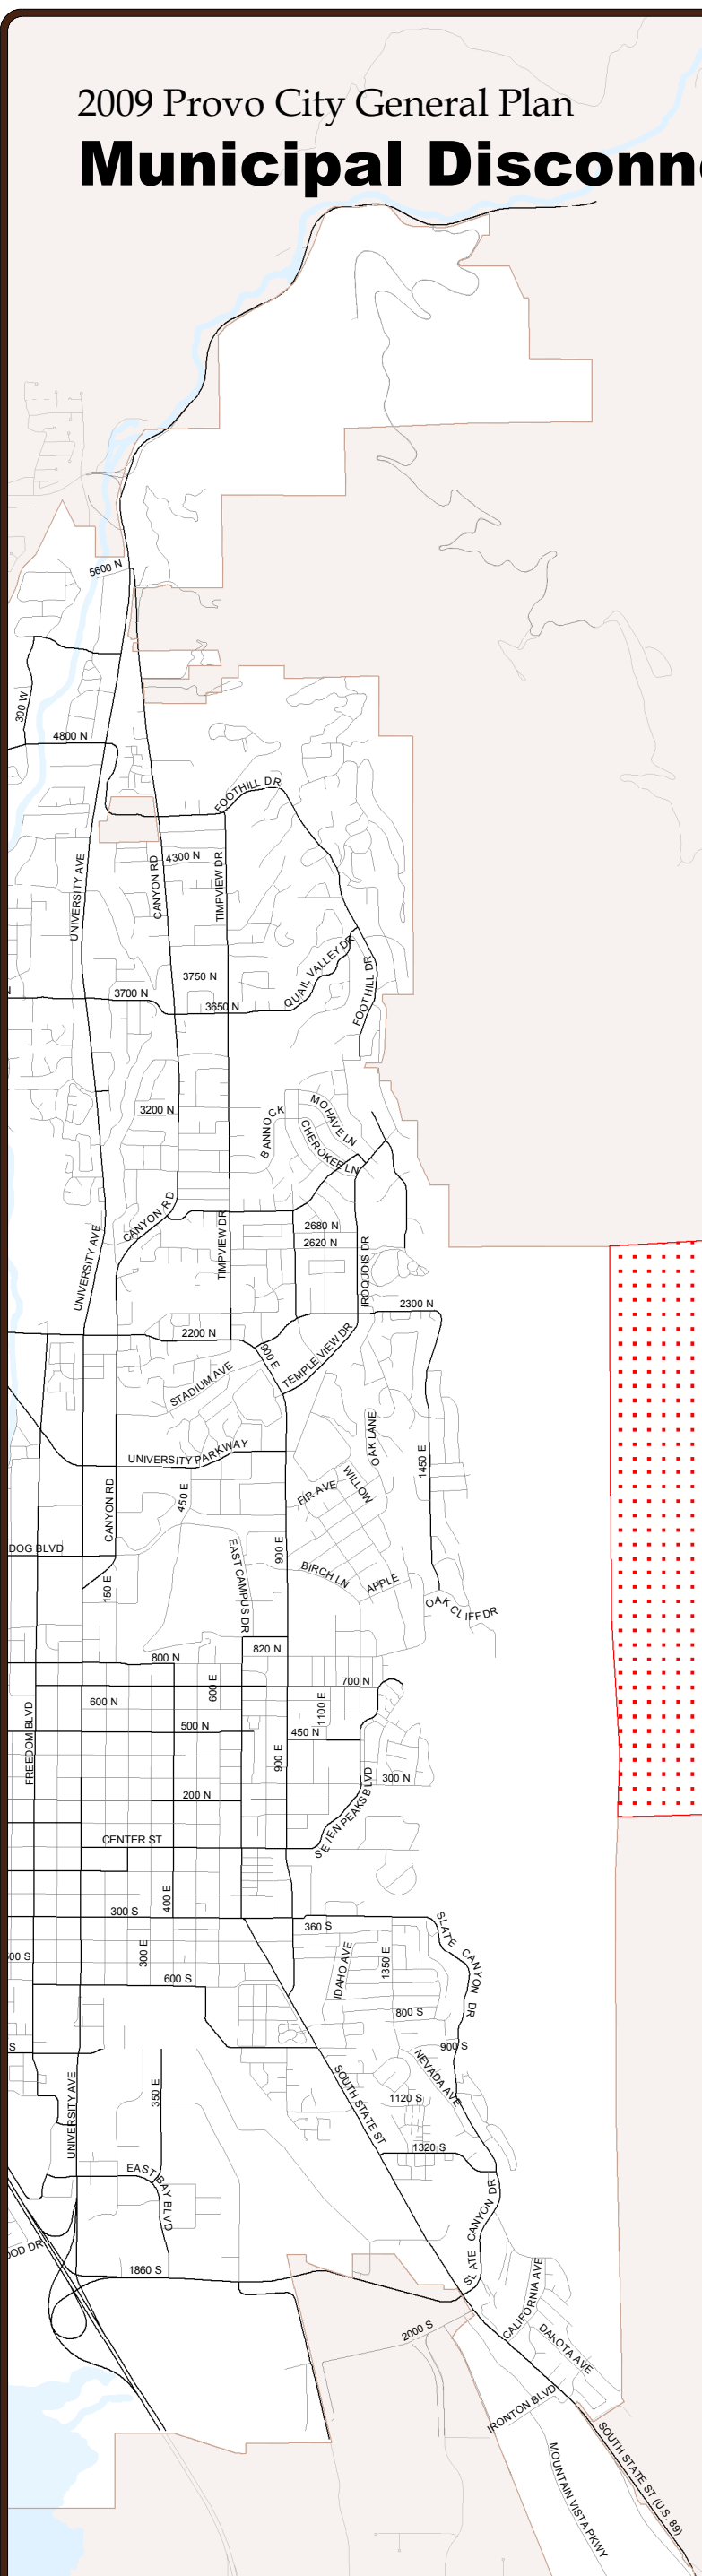 2009 Provo City General Plan
Municipal Disconn
5600 N
300 W
4800 N
FOOTHILL DR
UNIVERSITY AVE
CANYON RD
4300 N
TIMPVIEW DR
3750 N
QUAIL VALLEY DR
FOOTHILL DR
3700 N
3650 N
3200 N
BANNOCK
MOHAVE LN
CHEROKEE LN
CANYON RD
UNIVERSITY AVE
TIMPVIEW DR
2680 N
2620 N
IROQUOIS DR
2300 N
2200 N
900 E
TEMPLE VIEW DR
STADIUM AVE
OAK LANE
UNIVERSITY PARKWAY
1450 E
CANYON RD
450 E
FIR AVE
WILLOW
DOG BLVD
EAST CAMPUS DR
900 E
150 E
BIRCH LN
APPLE
OAK CLIFF DR
820 N
800 N
600 E
700 N
600 N
1100 E
FREEDOM BLVD
500 N
450 N
900 E
300 N
200 N
SEVEN PEAKS BLVD
CENTER ST
400 E
300 S
360 S
SLATE CANYON DR
300 E
IDAHO AVE
1350 E
00 S
600 S
800 S
900 S
S
NEVADA AVE
UNIVERSITY AVE
350 E
SOUTH STATE ST
1120 S
1320 S
EAST BAY BLVD
SLATE CANYON DR
OOD DR
1860 S
CALIFORNIA AVE
2000 S
DAKOTA AVE
IRONTON BLVD
SOUTH STATE ST (U.S. 89)
MOUNTAIN VISTA PKWY